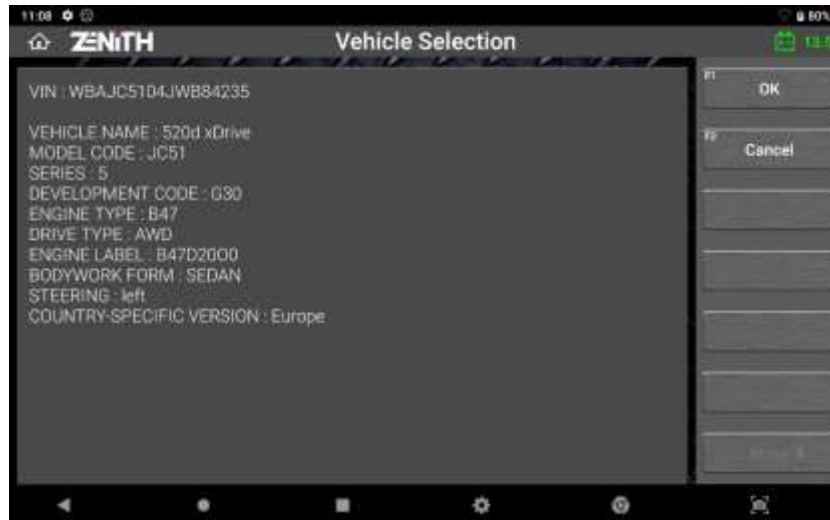 11:08
80%
ZENITH
Vehicle Selection
VIN : WBAJC5104JWB84235
F1
OK
VEHICLE NAME : 520d xDrive
Cancel
MODEL CODE : JC51
SERIES : 5
DEVELOPMENT CODE : G30
ENGINE TYPE : B47
DRIVE TYPE : AWD
ENGINE LABEL : B47D20O0
BODYWORK FORM : SEDAN
STEERING : left
COUNTRY-SPECIFIC VERSION : Europe